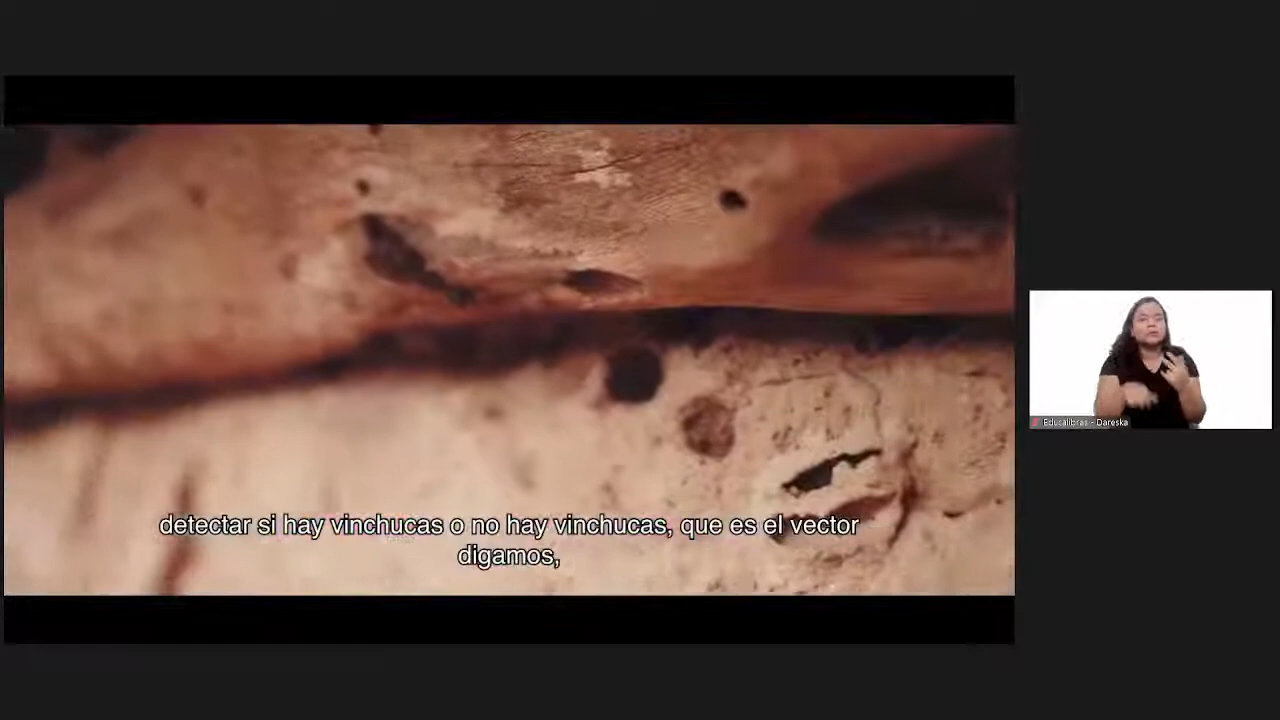 detectar si hay vinchucas o no hay vinchucas, que es el vector
digamos,
Educalibras - Dareska